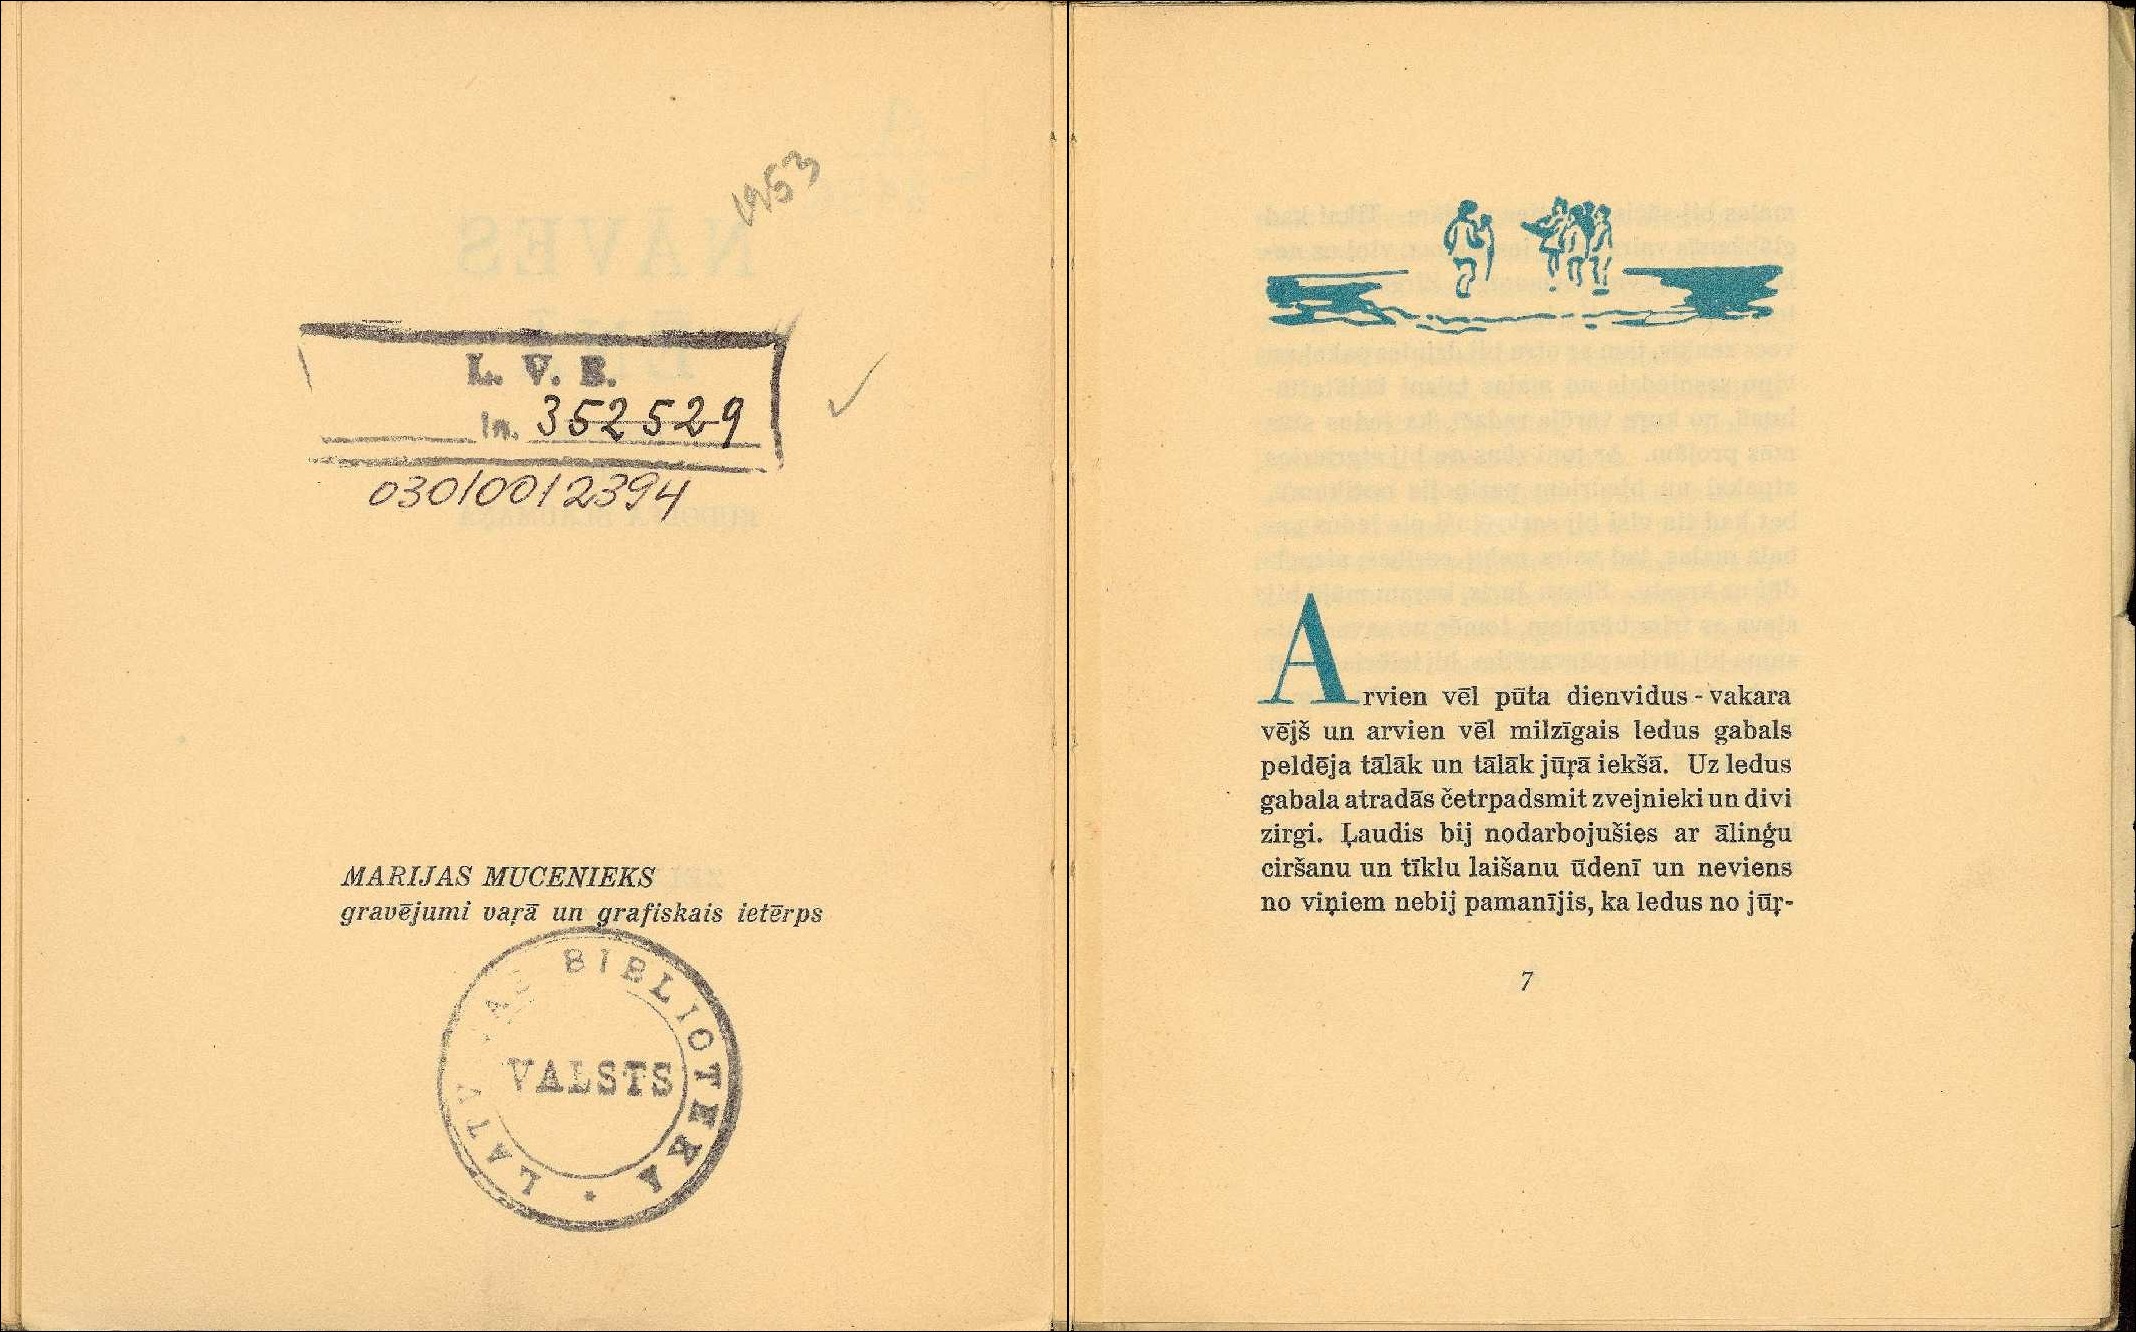 1953
L. V. B.
In. 352529
03010012394
MARIJAS MUCENIEKS
gravējumi vaŗā un grafiskais ietērps
LATVIJAS BIBLIOTEKA
VALSTS
Arvien vēl pūta dienvidus - vakara
vējš un arvien vēl milzīgais ledus gabals
peldēja tālāk un tālāk jūŗā iekšā. Uz ledus
gabala atradās četrpadsmit zvejnieki un divi
zirgi. Ļaudis bij nodarbojušies ar āliņģu
ciršanu un tīklu laišanu ūdenī un neviens
no viņiem nebij pamanījis, ka ledus no jūŗ-
7